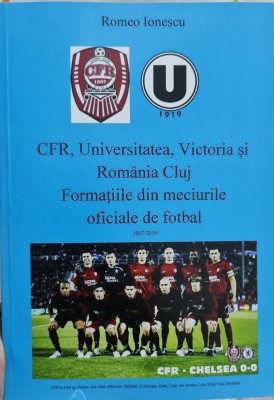 Romeo Ionescu
CFR
1907
U
1919
CFR, Universitatea, Victoria și
România Cluj
Formațiile din meciurile
oficiale de fotbal
1907-2019
CFR - CHELSEA 0-0